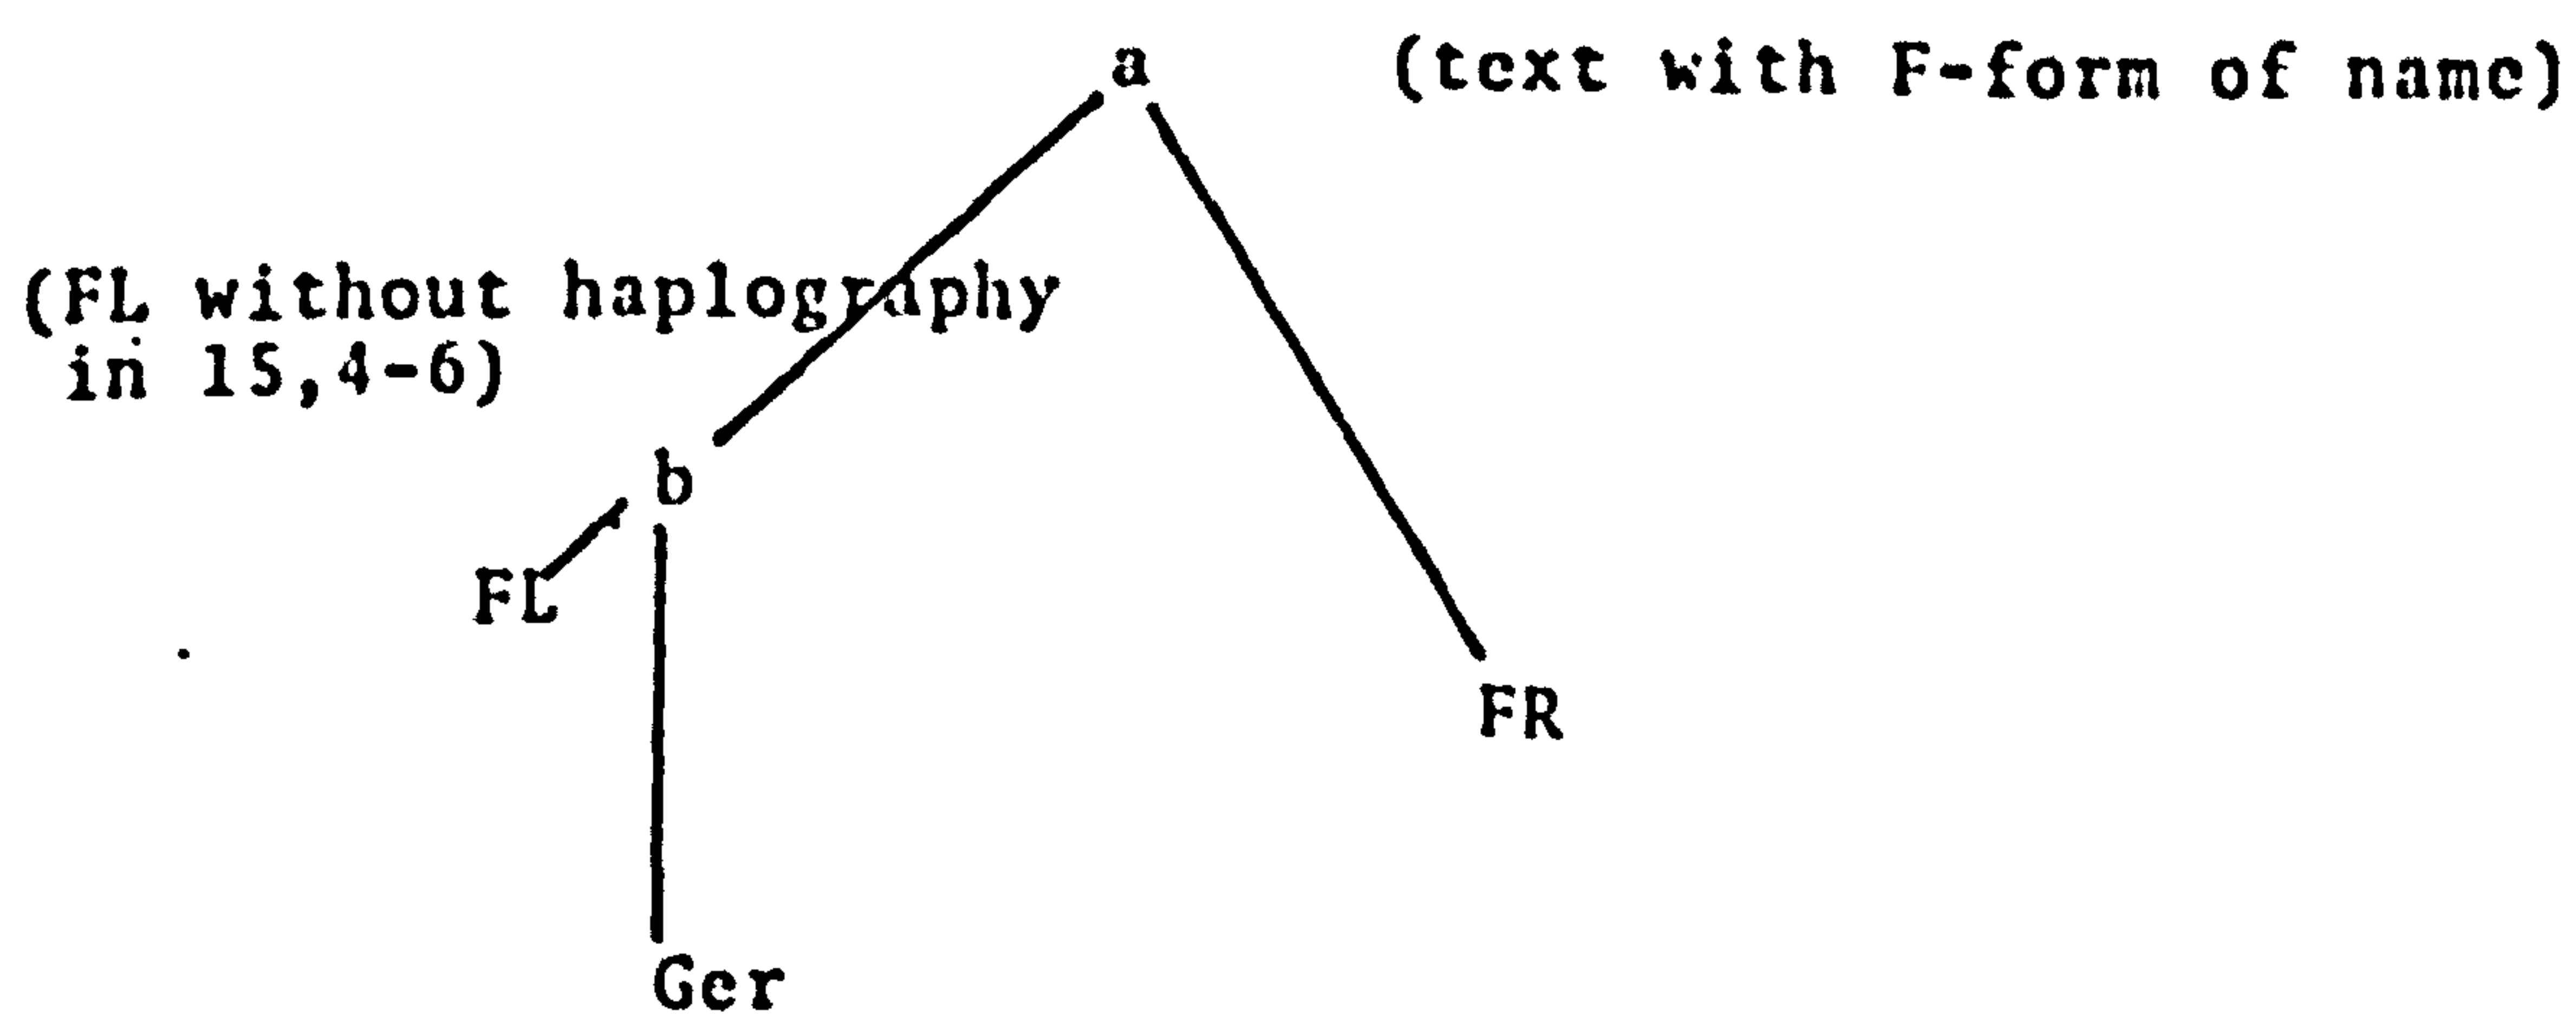 a (text with F-form of name)
(FL without haplography
in 15,4-6)
b
FL
FR
Ger